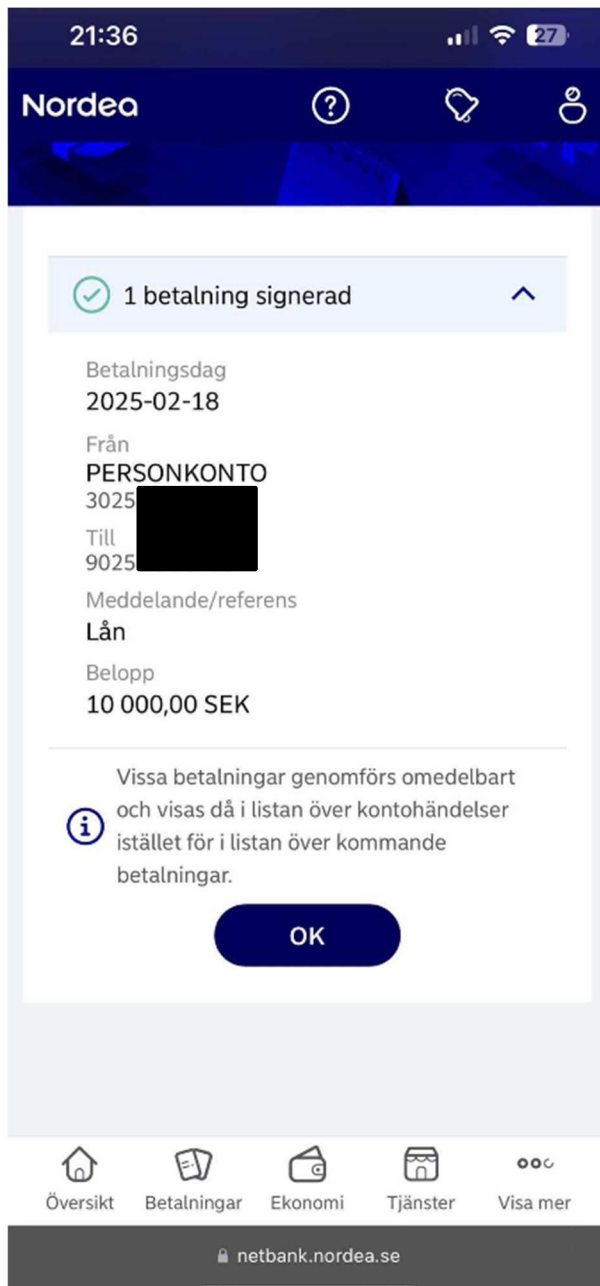 21:36
27
Nordea
1 betalning signerad
Betalningsdag
2025-02-18
Från
PERSONKONTO
3025
Till
9025
Meddelande/referens
Lån
Belopp
10 000,00 SEK
Vissa betalningar genomförs omedelbart
och visas då i listan över kontohändelser
istället för i listan över kommande
betalningar.
OK
Översikt
Betalningar
Ekonomi
Tjänster
Visa mer
netbank.nordea.se